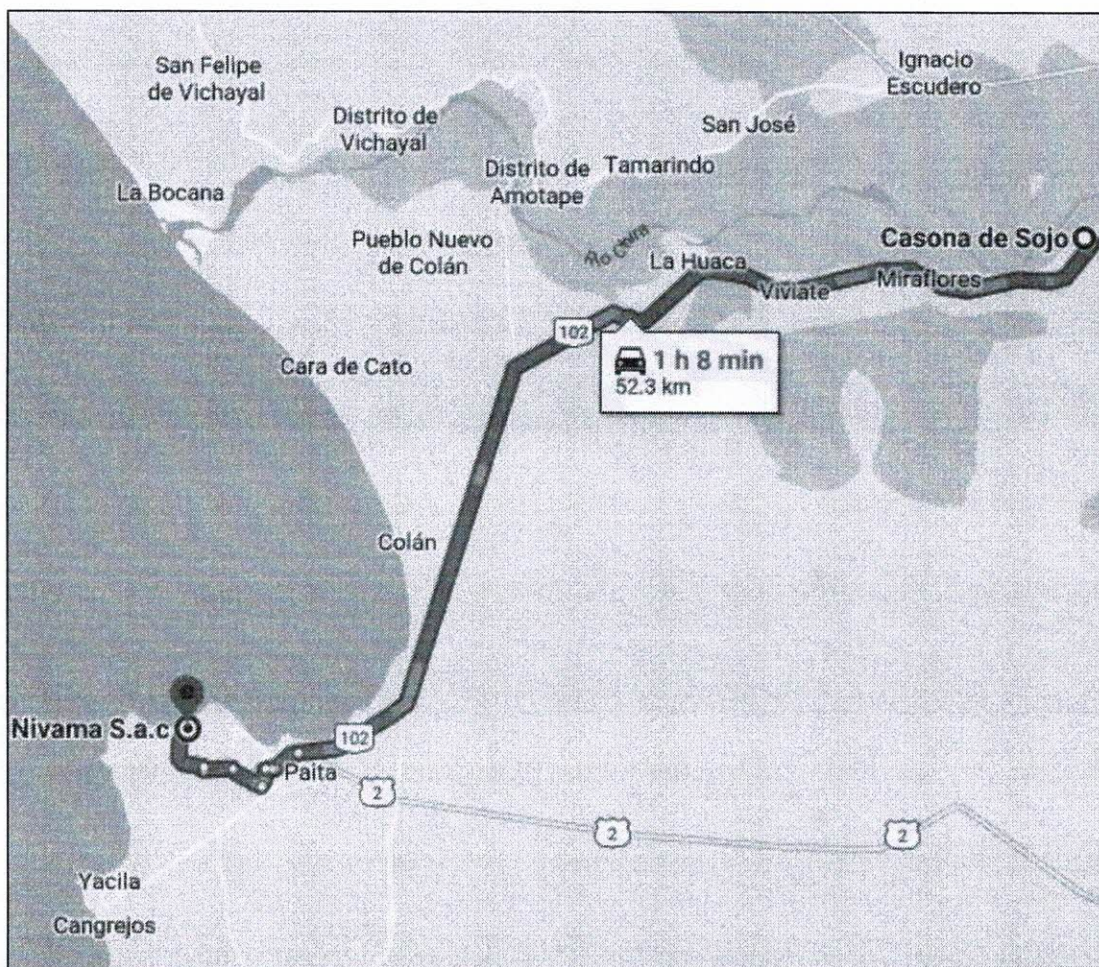 San Felipe
de Vichayal
Ignacio
Escudero
Distrito de
Vichayal
San José
Distrito de
Amotape
Tamarindo
La Bocana
Pueblo Nuevo
de Colán
Río Chira
La Huaca
Casona de Sojo
Viviate
Miraflores
102
1 h 8 min
52.3 km
Cara de Cato
Colán
Nivama S.a.c
102
Paita
2
2
2
Yacila
Cangrejos